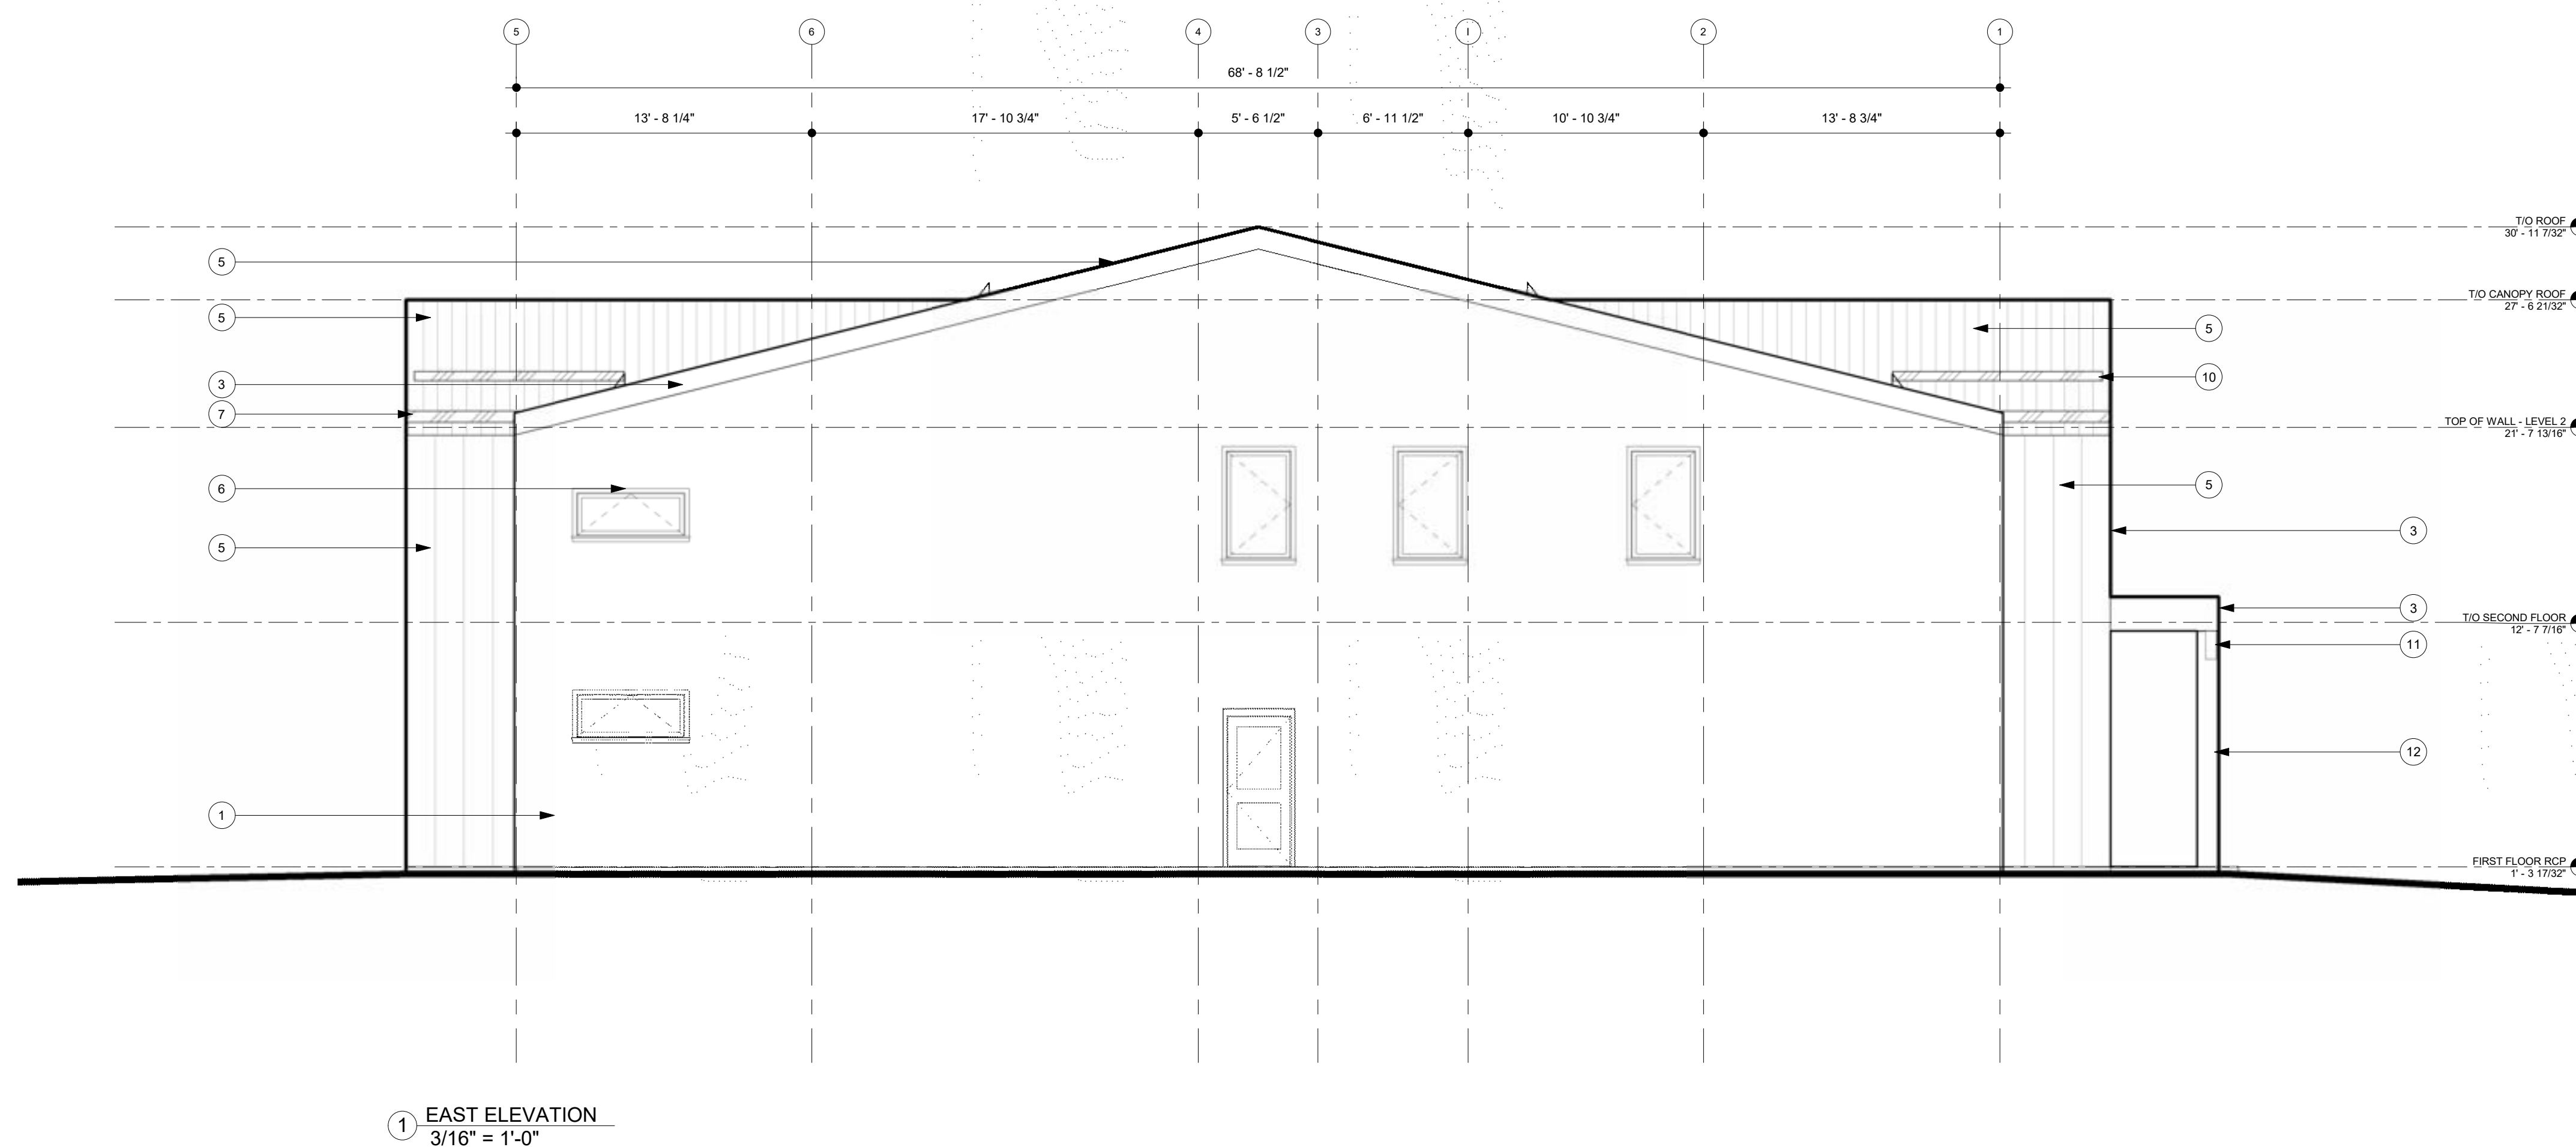 5 6 4 3 I 2 1
68' - 8 1/2"
13' - 8 1/4" 17' - 10 3/4" 5' - 6 1/2" 6' - 11 1/2" 10' - 10 3/4" 13' - 8 3/4"
T/O ROOF
30' - 11 7/32"
5
T/O CANOPY ROOF
27' - 6 21/32"
5
5
3
10
7
TOP OF WALL - LEVEL 2
21' - 7 13/16"
6
5
5
3
3
T/O SECOND FLOOR
12' - 7 7/16"
11
12
1
FIRST FLOOR RCP
1' - 3 17/32"
1 EAST ELEVATION
3/16" = 1'-0"